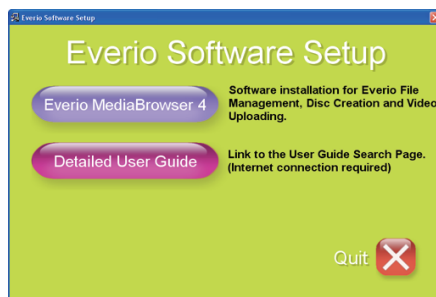 Everio Software Setup
Everio Software Setup
Everio MediaBrowser 4
Software installation for Everio File
Management, Disc Creation and Video
Uploading.
Detailed User Guide
Link to the User Guide Search Page.
(Internet connection required)
Quit